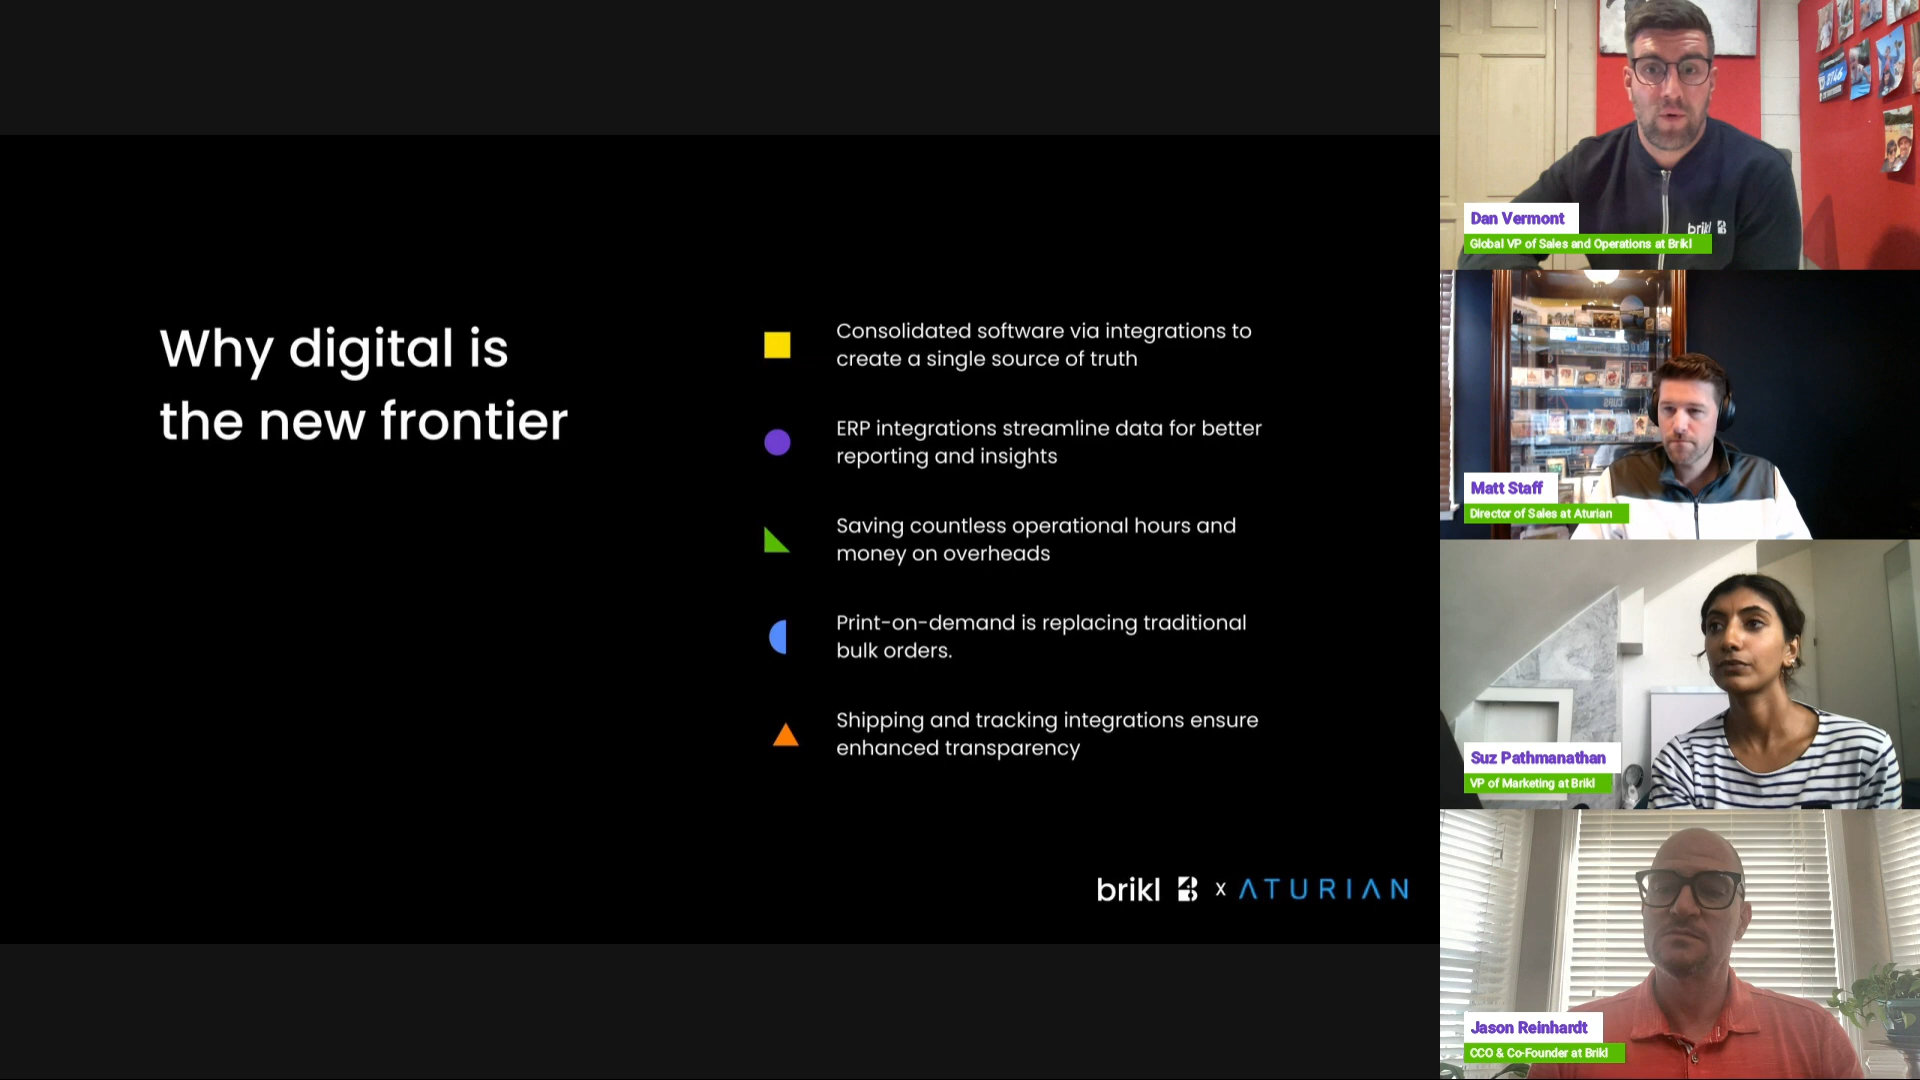 Why digital is
the new frontier
Consolidated software via integrations to
create a single source of truth
ERP integrations streamline data for better
reporting and insights
Saving countless operational hours and
money on overheads
Print-on-demand is replacing traditional
bulk orders.
Shipping and tracking integrations ensure
enhanced transparency
brikl x ATURIAN
brikl
Dan Vermont
Global VP of Sales and Operations at Brikl
Matt Staff
Director of Sales at Aturian
Suz Pathmanathan
VP of Marketing at Brikl
Jason Reinhardt
CCO & Co-Founder at Brikl